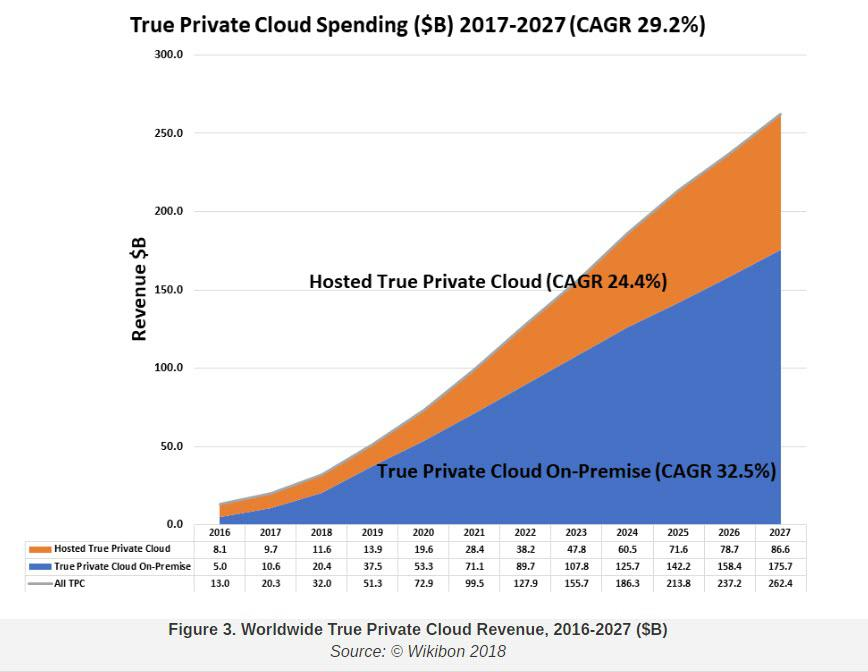 True Private Cloud Spending ($B) 2017-2027 (CAGR 29.2%)
300.0
250.0
200.0
150.0
100.0
50.0
0.0
Revenue $B
Hosted True Private Cloud (CAGR 24.4%)
True Private Cloud On-Premise (CAGR 32.5%)
2016 2017 2018 2019 2020 2021 2022 2023 2024 2025 2026 2027
Hosted True Private Cloud 8.1 9.7 11.6 13.9 19.6 28.4 38.2 47.8 60.5 71.6 78.7 86.6
True Private Cloud On-Premise 5.0 10.6 20.4 37.5 53.3 71.1 89.7 107.8 125.7 142.2 158.4 175.7
All TPC 13.0 20.3 32.0 51.3 72.9 99.5 127.9 155.7 186.3 213.8 237.2 262.4
Figure 3. Worldwide True Private Cloud Revenue, 2016-2027 ($B)
Source: © Wikibon 2018